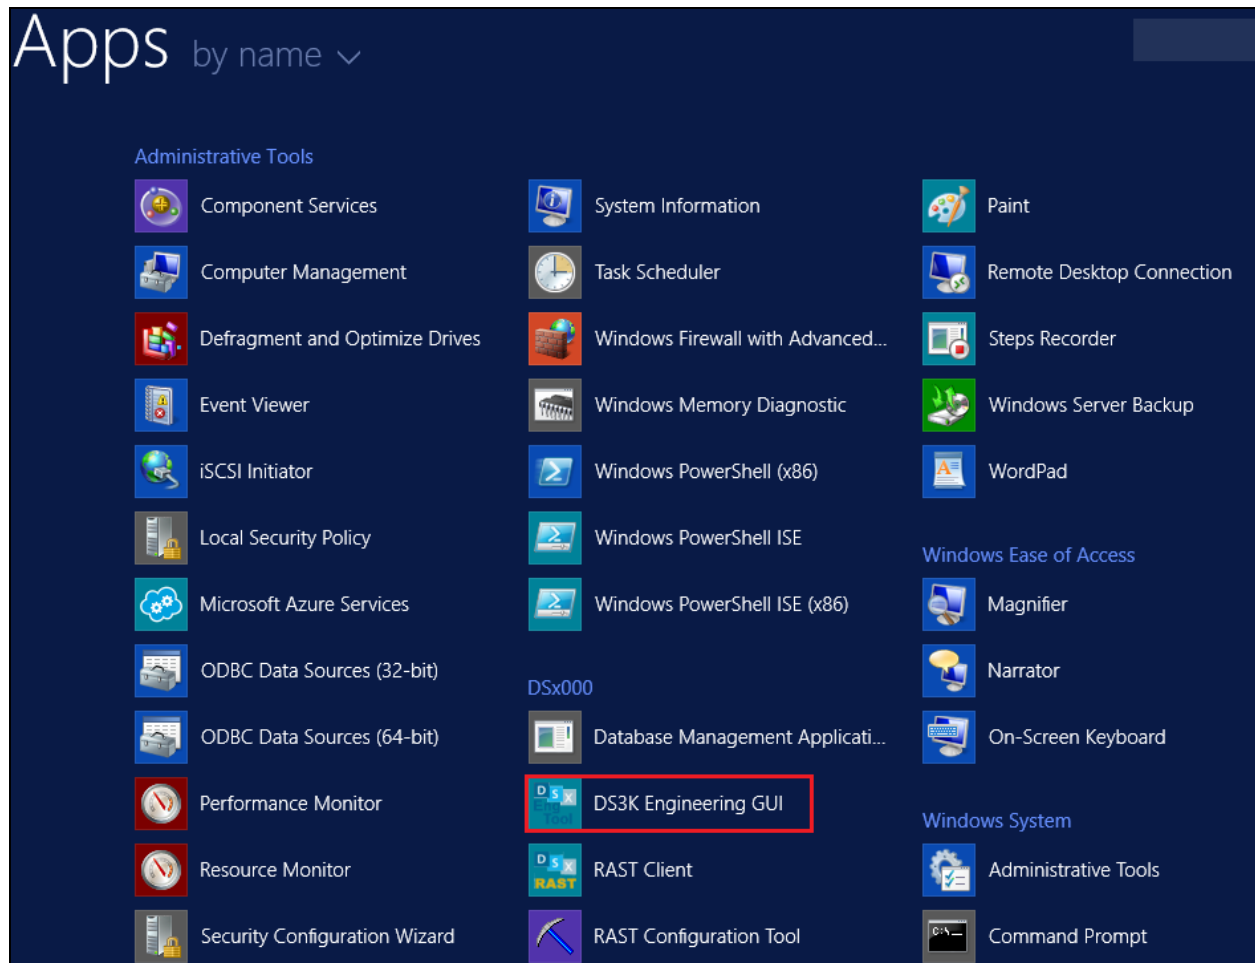 Apps by name
Administrative Tools
Component Services
Computer Management
Defragment and Optimize Drives
Event Viewer
iSCSI Initiator
Local Security Policy
Microsoft Azure Services
ODBC Data Sources (32-bit)
ODBC Data Sources (64-bit)
Performance Monitor
Resource Monitor
Security Configuration Wizard
System Information
Task Scheduler
Windows Firewall with Advanced...
Windows Memory Diagnostic
Windows PowerShell (x86)
Windows PowerShell ISE
Windows PowerShell ISE (x86)
DSx000
Database Management Applicati...
DSX
Eng
Tool
DS3K Engineering GUI
DSX
RAST
RAST Client
RAST Configuration Tool
Paint
Remote Desktop Connection
Steps Recorder
Windows Server Backup
A
WordPad
Windows Ease of Access
Magnifier
Narrator
On-Screen Keyboard
Windows System
Administrative Tools
C:\
Command Prompt